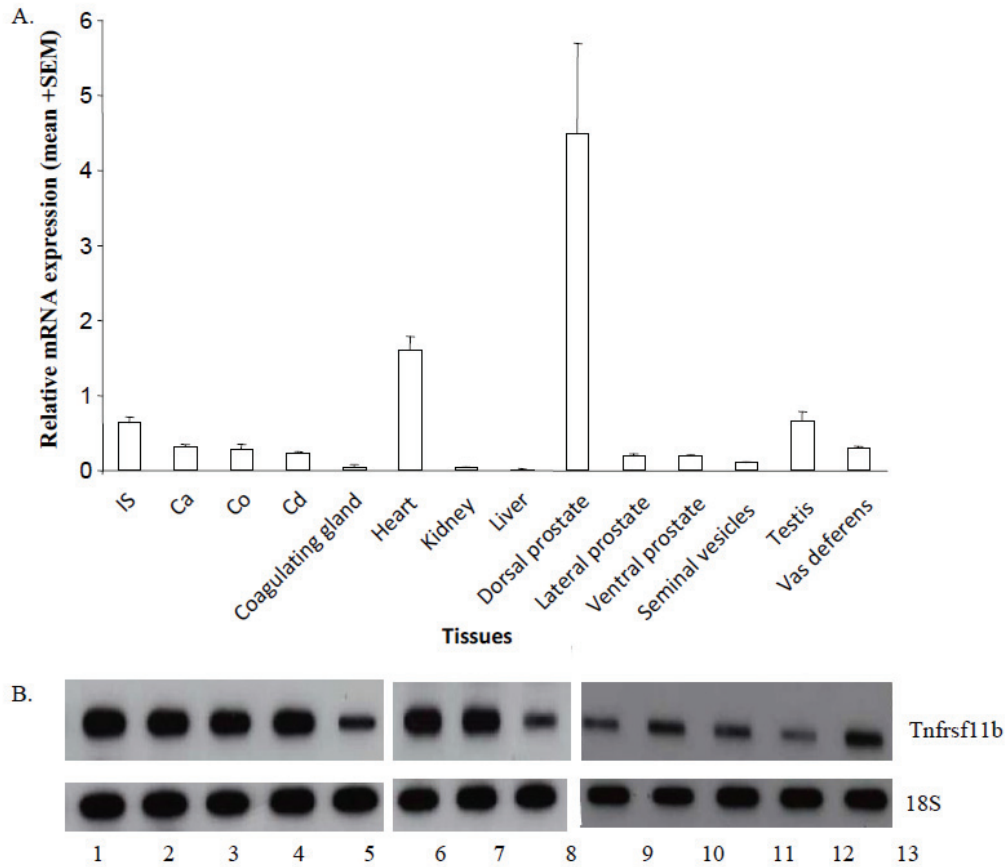 A.
Relative mRNA expression (mean +SEM)
6
5
4
3
2
1
0
IS
Ca
Co
Cd
Coagulating gland
Heart
Kidney
Liver
Dorsal prostate
Lateral prostate
Ventral prostate
Seminal vesicles
Testis
Vas deferens
Tissues
B.
Tnfrsf11b
18S
1 2 3 4 5 6 7 8 9 10 11 12 13